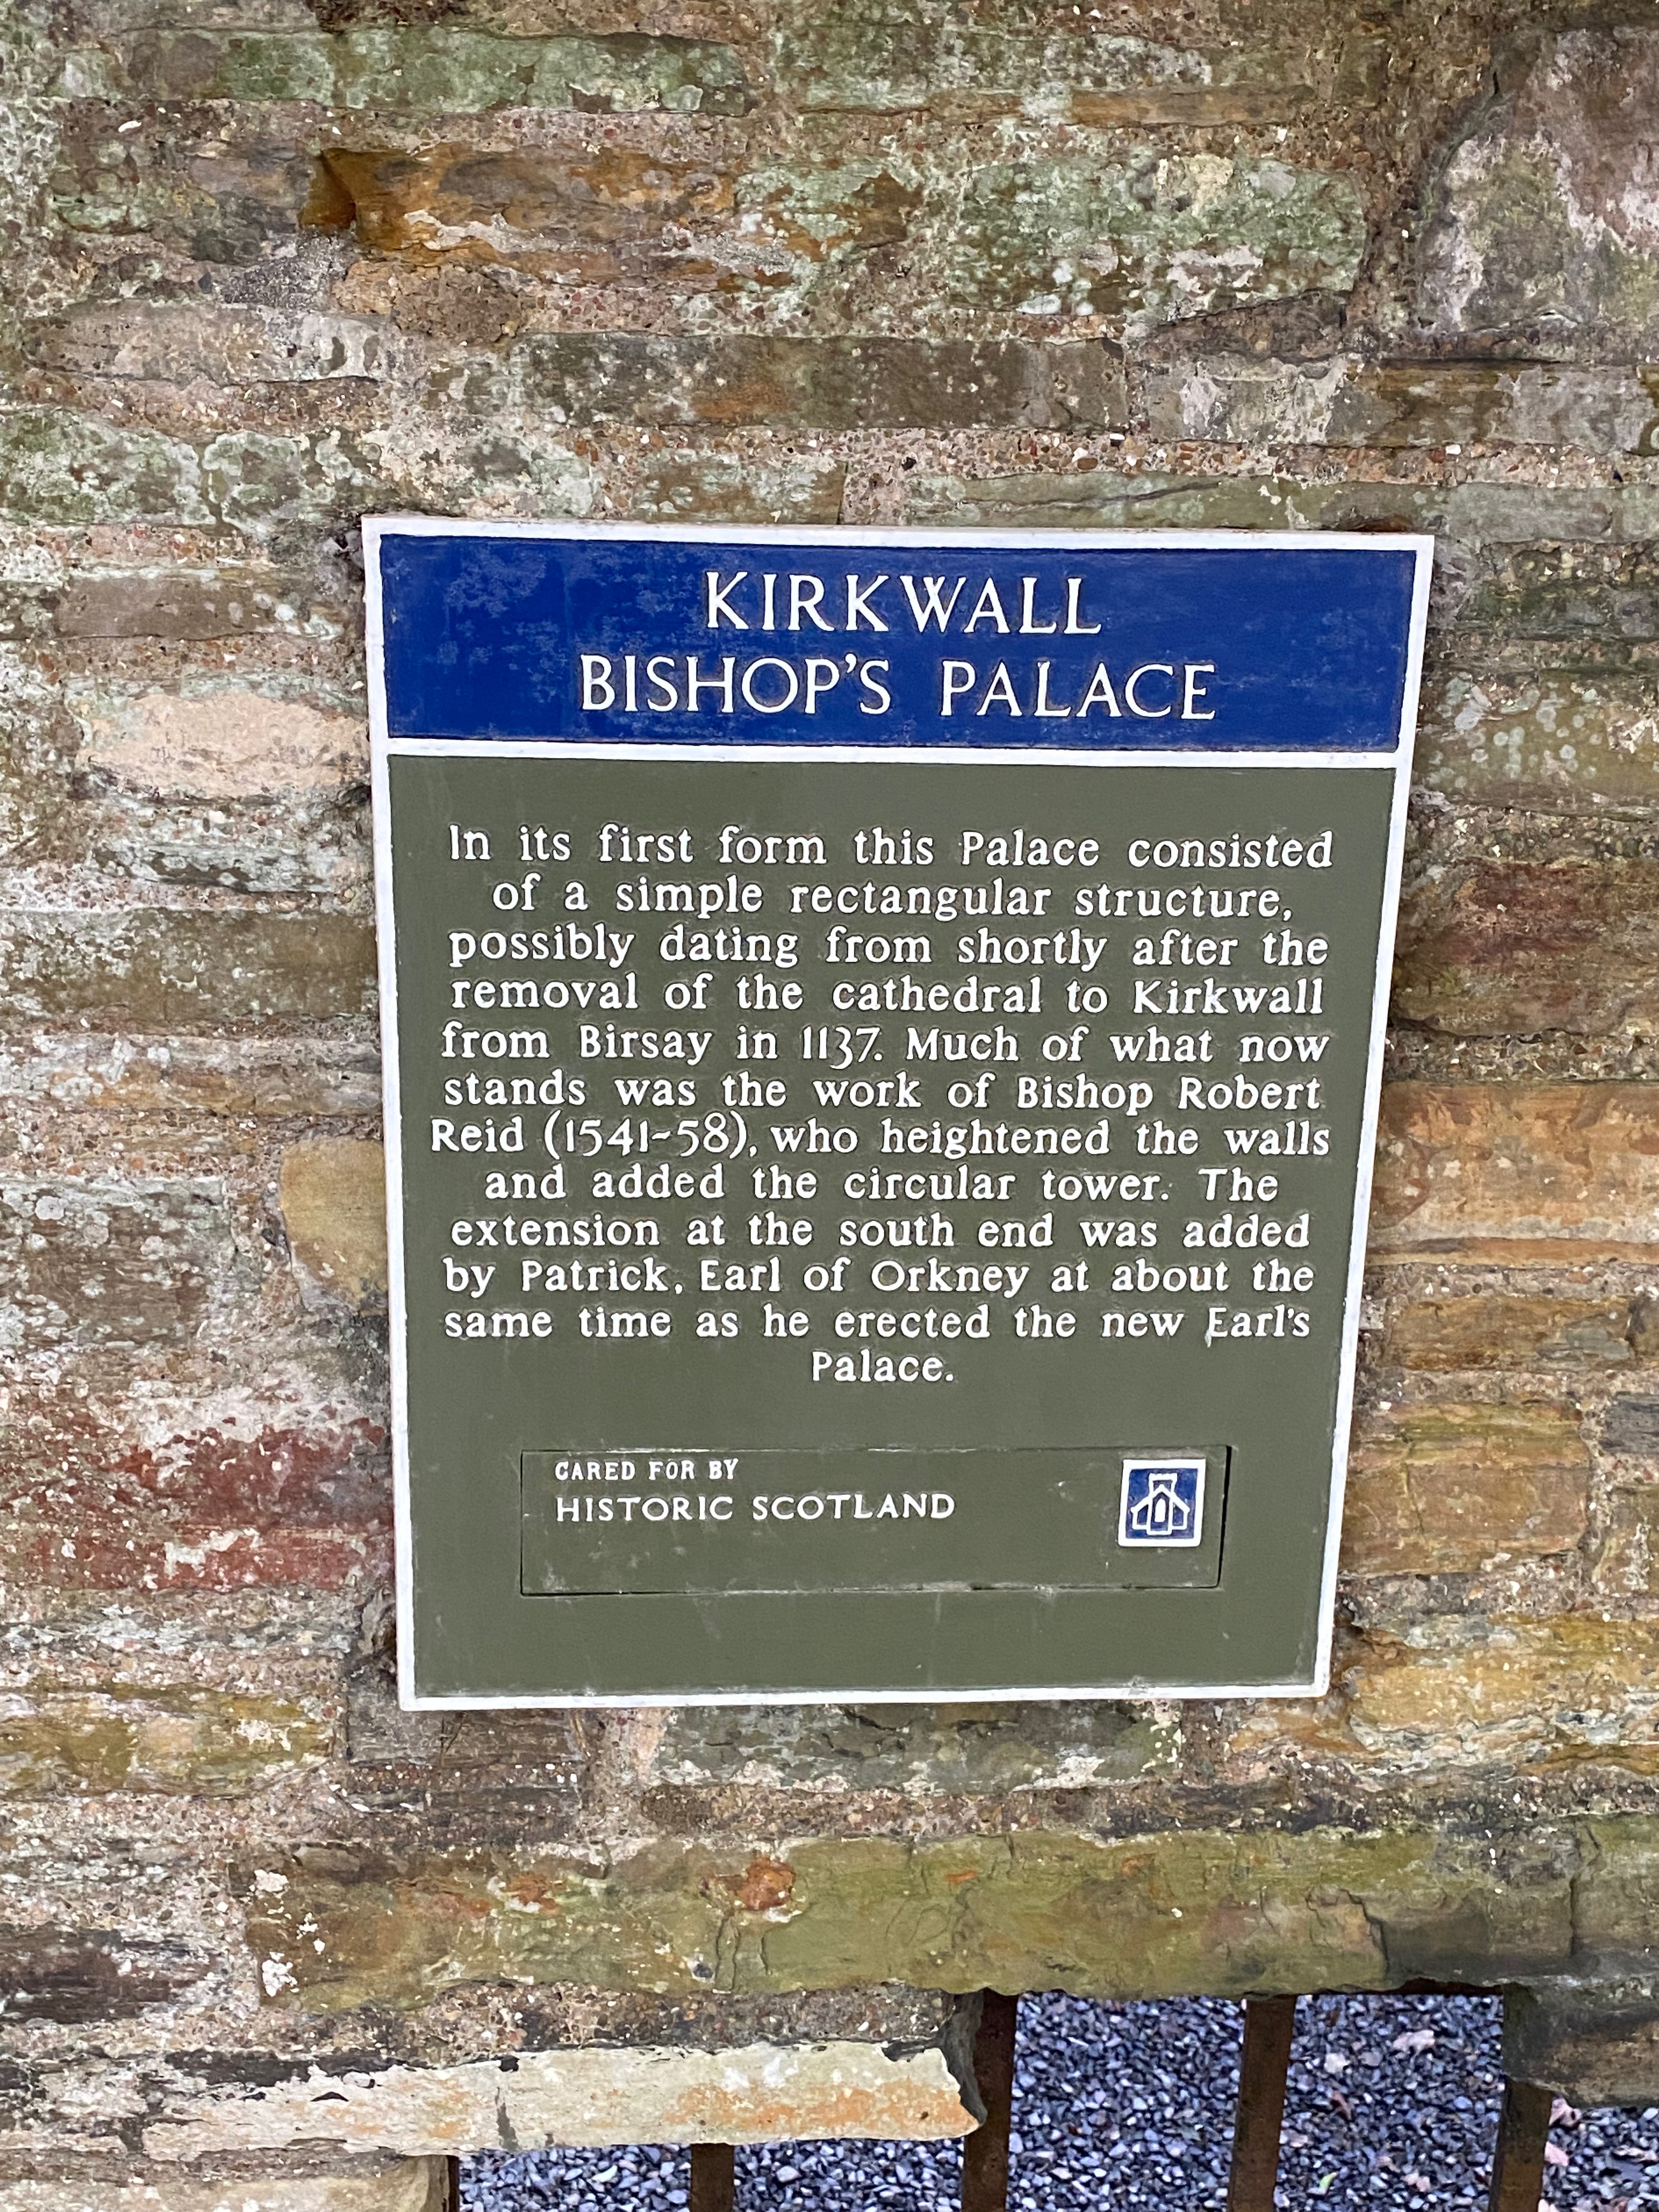 KIRKWALL
BISHOP'S PALACE
In its first form this Palace consisted
of a simple rectangular structure,
possibly dating from shortly after the
removal of the cathedral to Kirkwall
from Birsay in 1137. Much of what now
stands was the work of Bishop Robert
Reid (1541-58), who heightened the walls
and added the circular tower. The
extension at the south end was added
by Patrick, Earl of Orkney at about the
same time as he erected the new Earl's
Palace.
CARED FOR BY
HISTORIC SCOTLAND